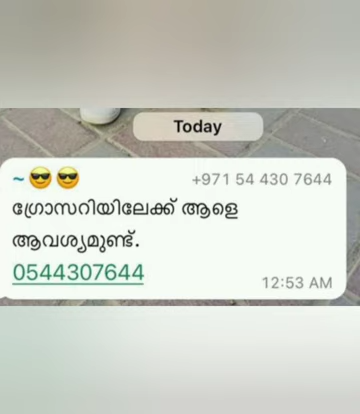 Today
~😎😎 +971 54 430 7644
ഗ്രോസറിയിലേക്ക് ആളെ
ആവശ്യമുണ്ട്.
0544307644
12:53 AM